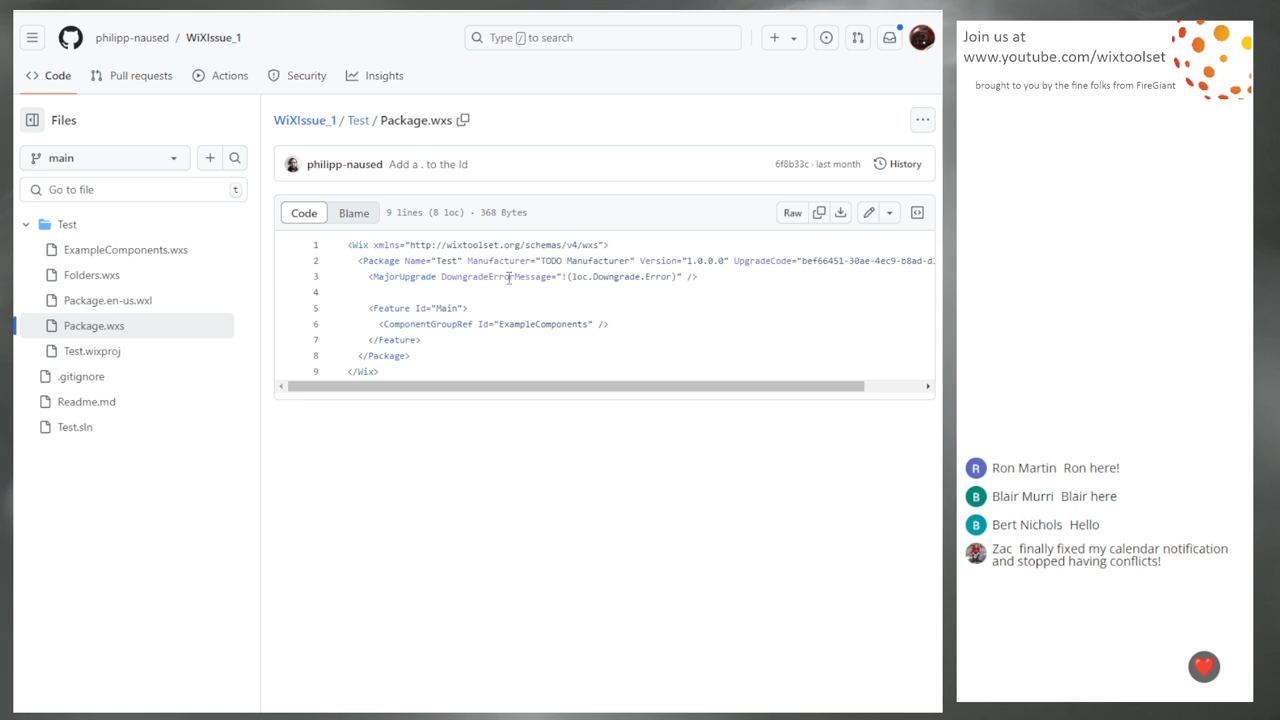 philipp-naused / WiXIssue_1
Type / to search
Code
Pull requests
Actions
Security
Insights
Files
main
Go to file
t
Test
ExampleComponents.wxs
Folders.wxs
Package.en-us.wxl
Package.wxs
Test.wixproj
.gitignore
Readme.md
Test.sln
WiXIssue_1 / Test / Package.wxs
philipp-naused Add a . to the Id
6f8b33c · last month
History
Code
Blame
9 lines (8 loc) · 368 Bytes
Raw
1 <Wix xmlns="http://wixtoolset.org/schemas/v4/wxs">
2 <Package Name="Test" Manufacturer="TODO Manufacturer" Version="1.0.0.0" UpgradeCode="bef66451-30ae-4ec9-b8ad-d
3 <MajorUpgrade DowngradeErrorMessage="!(loc.Downgrade.Error)" />
4
5 <Feature Id="Main">
6 <ComponentGroupRef Id="ExampleComponents" />
7 </Feature>
8 </Package>
9 </Wix>
Join us at
www.youtube.com/wixtoolset
brought to you by the fine folks from FireGiant
R Ron Martin Ron here!
B Blair Murri Blair here
B Bert Nichols Hello
Zac finally fixed my calendar notification
and stopped having conflicts!